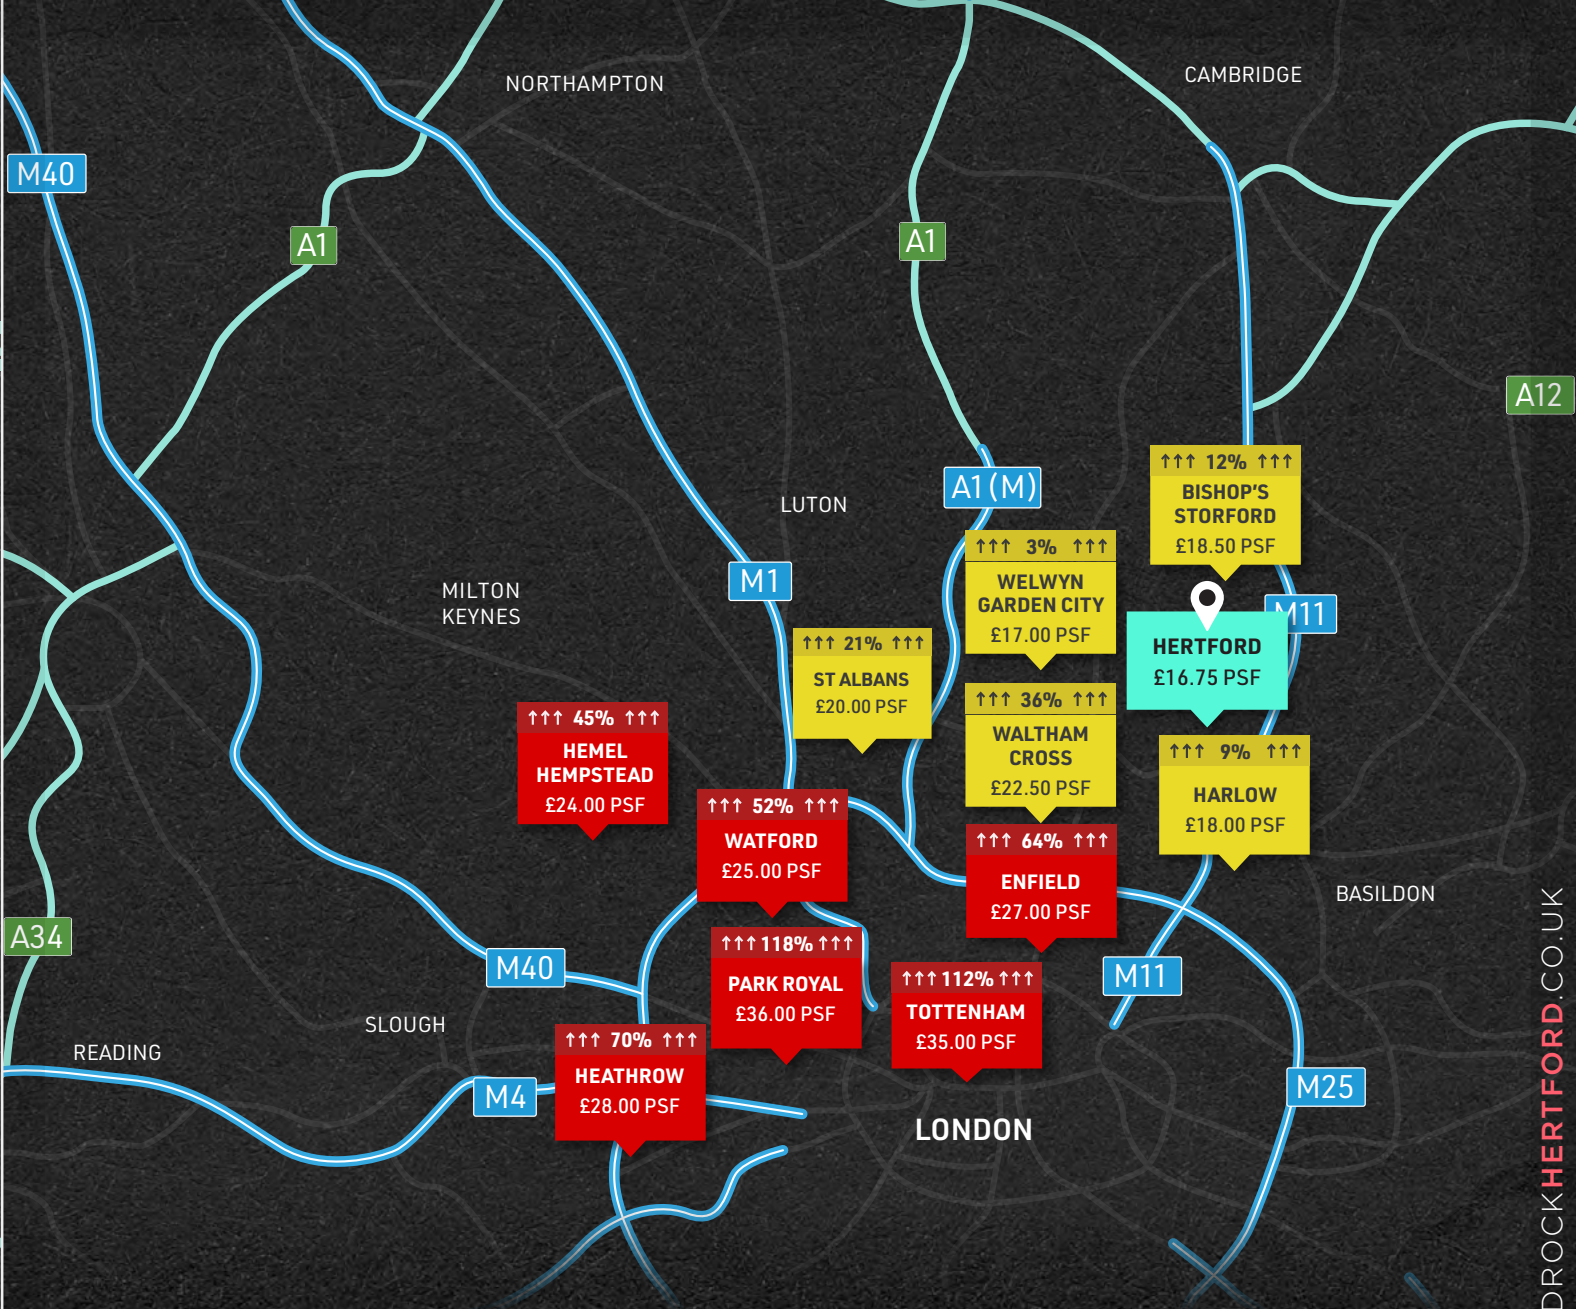 NORTHAMPTON
CAMBRIDGE
M40
A1
A1
A12
↑↑↑ 12% ↑↑↑
BISHOP'S
STORFORD
£18.50 PSF
A1(M)
LUTON
↑↑↑ 3% ↑↑↑
WELWYN
GARDEN CITY
£17.00 PSF
M1
MILTON
KEYNES
M11
HERTFORD
£16.75 PSF
↑↑↑ 21% ↑↑↑
ST ALBANS
£20.00 PSF
↑↑↑ 36% ↑↑↑
WALTHAM
CROSS
£22.50 PSF
↑↑↑ 45% ↑↑↑
HEMEL
HEMPSTEAD
£24.00 PSF
↑↑↑ 9% ↑↑↑
HARLOW
£18.00 PSF
↑↑↑ 52% ↑↑↑
WATFORD
£25.00 PSF
↑↑↑ 64% ↑↑↑
ENFIELD
£27.00 PSF
BASILDON
A34
M40
↑↑↑ 118% ↑↑↑
PARK ROYAL
£36.00 PSF
↑↑↑ 112% ↑↑↑
TOTTENHAM
£35.00 PSF
M11
SLOUGH
READING
↑↑↑ 70% ↑↑↑
HEATHROW
£28.00 PSF
M4
M25
LONDON
DROCKHERTFORD.CO.UK